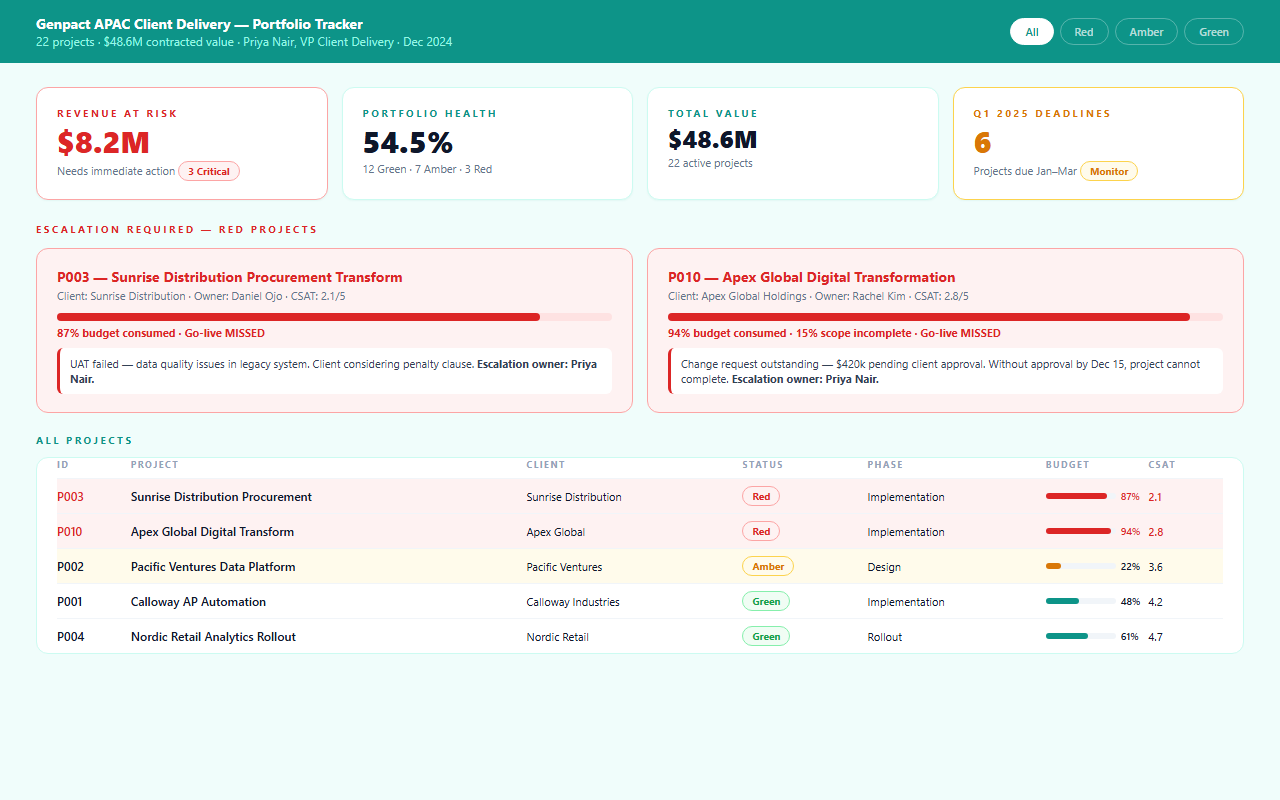 Genpact APAC Client Delivery — Portfolio Tracker
22 projects · $48.6M contracted value · Priya Nair, VP Client Delivery · Dec 2024
All Red Amber Green
REVENUE AT RISK
$8.2M
Needs immediate action 3 Critical
PORTFOLIO HEALTH
54.5%
12 Green · 7 Amber · 3 Red
TOTAL VALUE
$48.6M
22 active projects
Q1 2025 DEADLINES
6
Projects due Jan–Mar Monitor
ESCALATION REQUIRED — RED PROJECTS
P003 — Sunrise Distribution Procurement Transform
Client: Sunrise Distribution · Owner: Daniel Ojo · CSAT: 2.1/5
87% budget consumed · Go-live MISSED
UAT failed — data quality issues in legacy system. Client considering penalty clause. Escalation owner: Priya
Nair.
P010 — Apex Global Digital Transformation
Client: Apex Global Holdings · Owner: Rachel Kim · CSAT: 2.8/5
94% budget consumed · 15% scope incomplete · Go-live MISSED
Change request outstanding — $420k pending client approval. Without approval by Dec 15, project cannot
complete. Escalation owner: Priya Nair.
ALL PROJECTS
ID PROJECT CLIENT STATUS PHASE BUDGET CSAT
P003 Sunrise Distribution Procurement Sunrise Distribution Red Implementation 87% 2.1
P010 Apex Global Digital Transform Apex Global Red Implementation 94% 2.8
P002 Pacific Ventures Data Platform Pacific Ventures Amber Design 22% 3.6
P001 Calloway AP Automation Calloway Industries Green Implementation 48% 4.2
P004 Nordic Retail Analytics Rollout Nordic Retail Green Rollout 61% 4.7